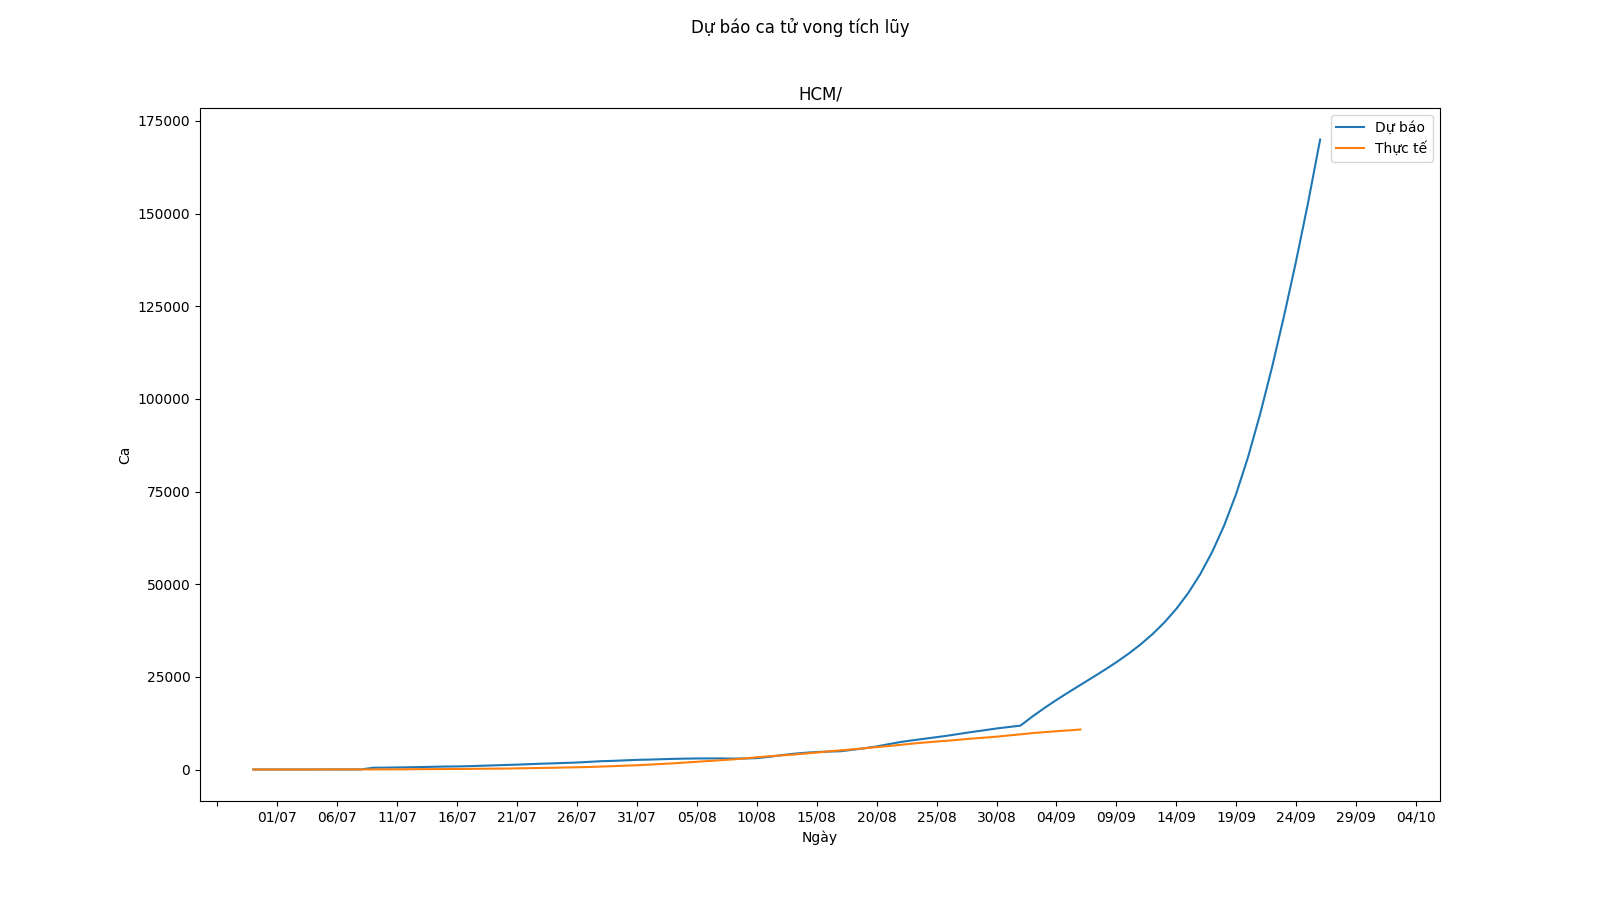 Dự báo ca tử vong tích lũy
HCM/
Dự báo
Thực tế
175000
150000
125000
100000
75000
50000
25000
0
Ca
01/07 06/07 11/07 16/07 21/07 26/07 31/07 05/08 10/08 15/08 20/08 25/08 30/08 04/09 09/09 14/09 19/09 24/09 29/09 04/10
Ngày